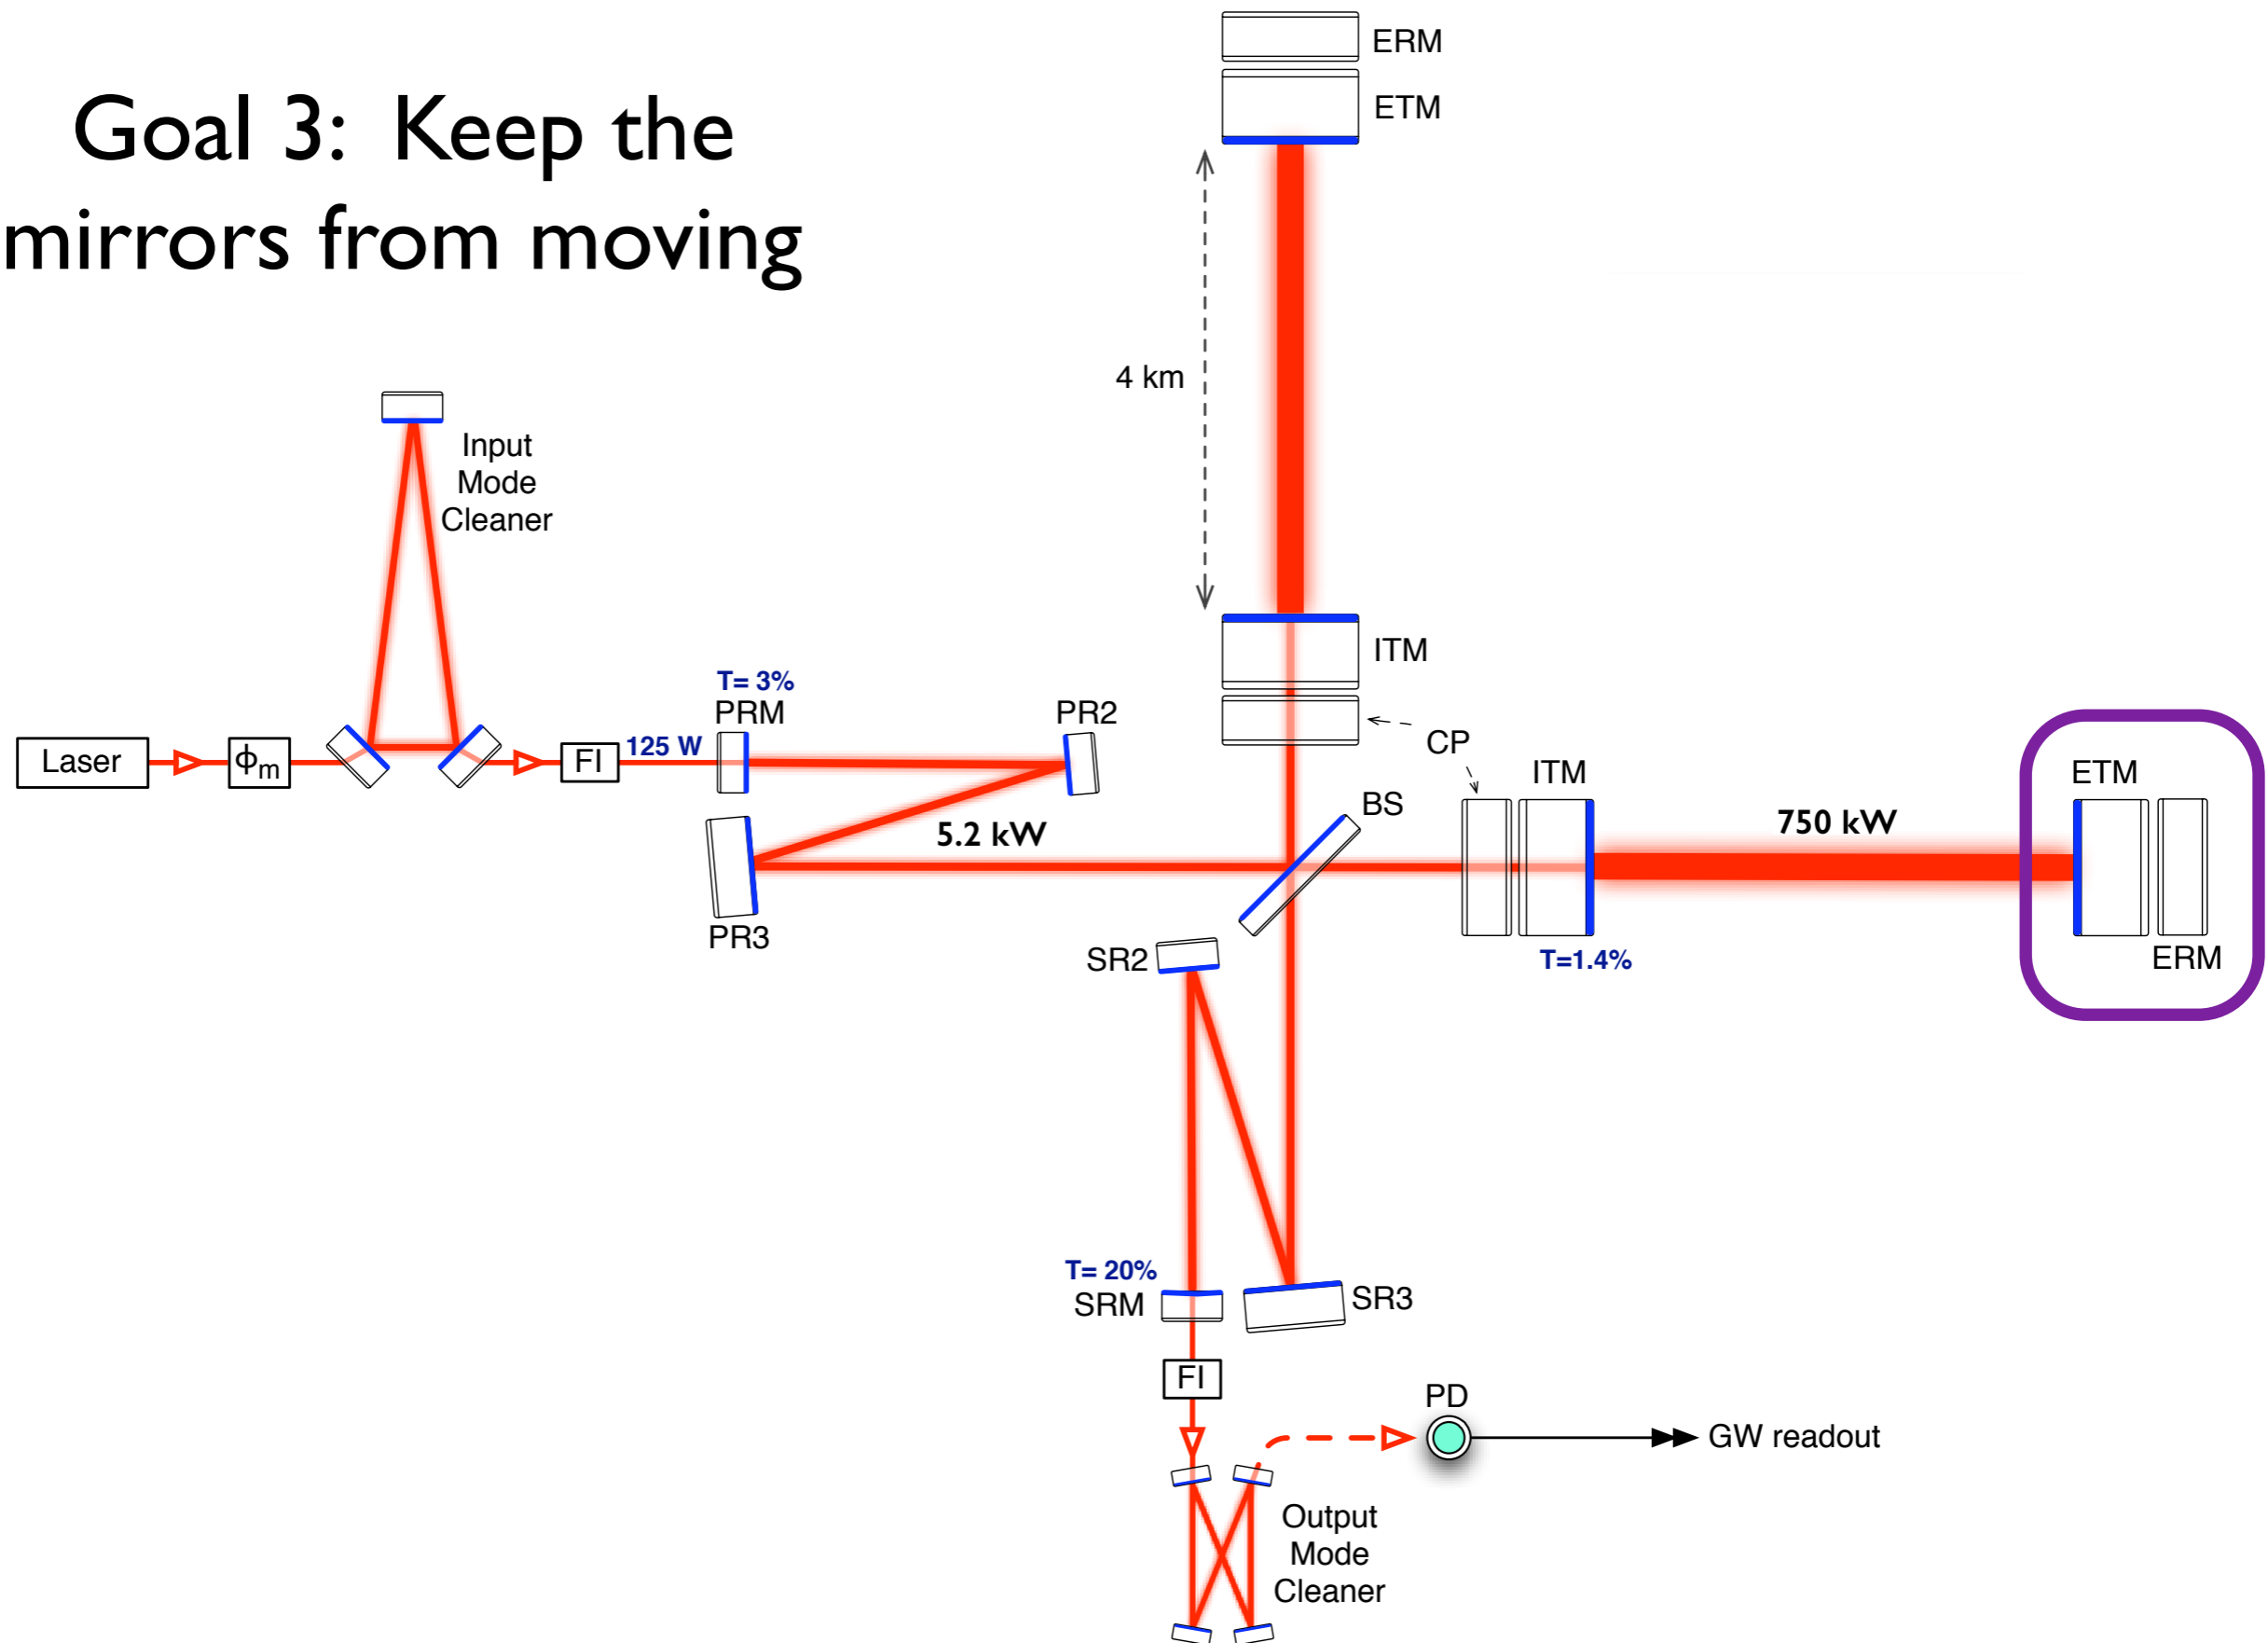 Goal 3: Keep the
mirrors from moving
ERM
ETM
4 km
Input
Mode
Cleaner
ITM
T= 3%
PRM
PR2
CP
Laser
ϕm
FI
125 W
ITM
ETM
BS
5.2 kW
750 kW
PR3
SR2
T=1.4%
ERM
T= 20%
SRM
SR3
FI
PD
GW readout
Output
Mode
Cleaner